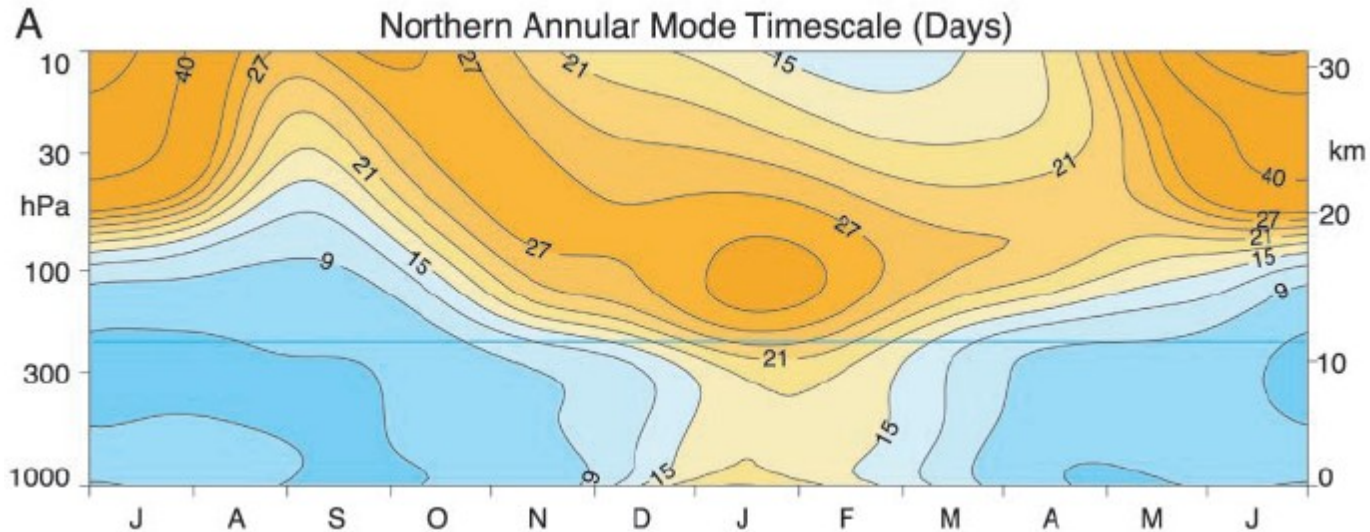 A Northern Annular Mode Timescale (Days)
10 40 27 27 21 15 30
30 21 21 km
hPa 40
20
27 27 27
21
100 9 15 15
9
21
300 10
15
1000 9 15 0
J A S O N D J F M A M J